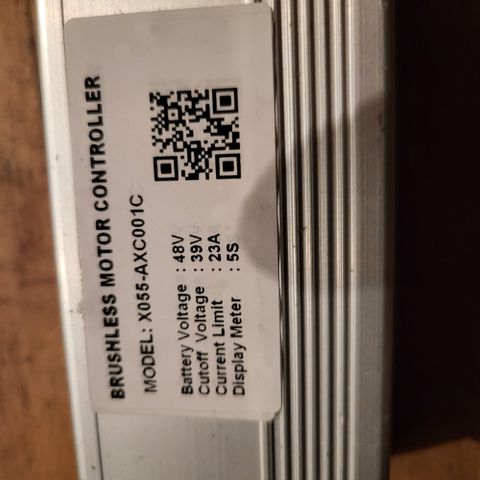 BRUSHLESS MOTOR CONTROLLER
MODEL: X055-AXC001C
Battery Voltage : 48V
Cutoff Voltage : 39V
Current Limit : 23A
Display Meter : 5S